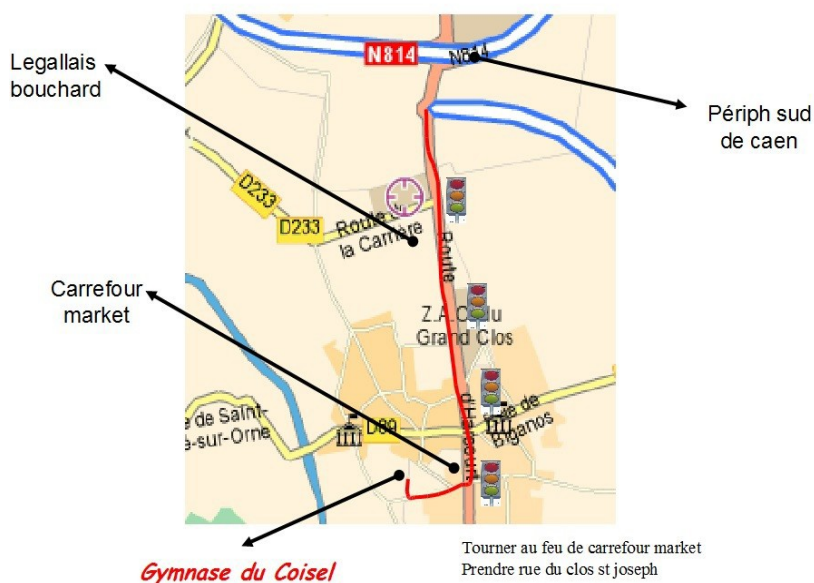 N814
N814
Legallais
bouchard
Périph sud
de caen
D233
D233
Route de
la Carrière
Route
Carrefour
market
Z.A.C. du
Grand Clos
d'Harcourt
Rte de
Biganos
e de Saint-
é-sur-Orne
D89
Gymnase du Coisel
Tourner au feu de carrefour market
Prendre rue du clos st joseph